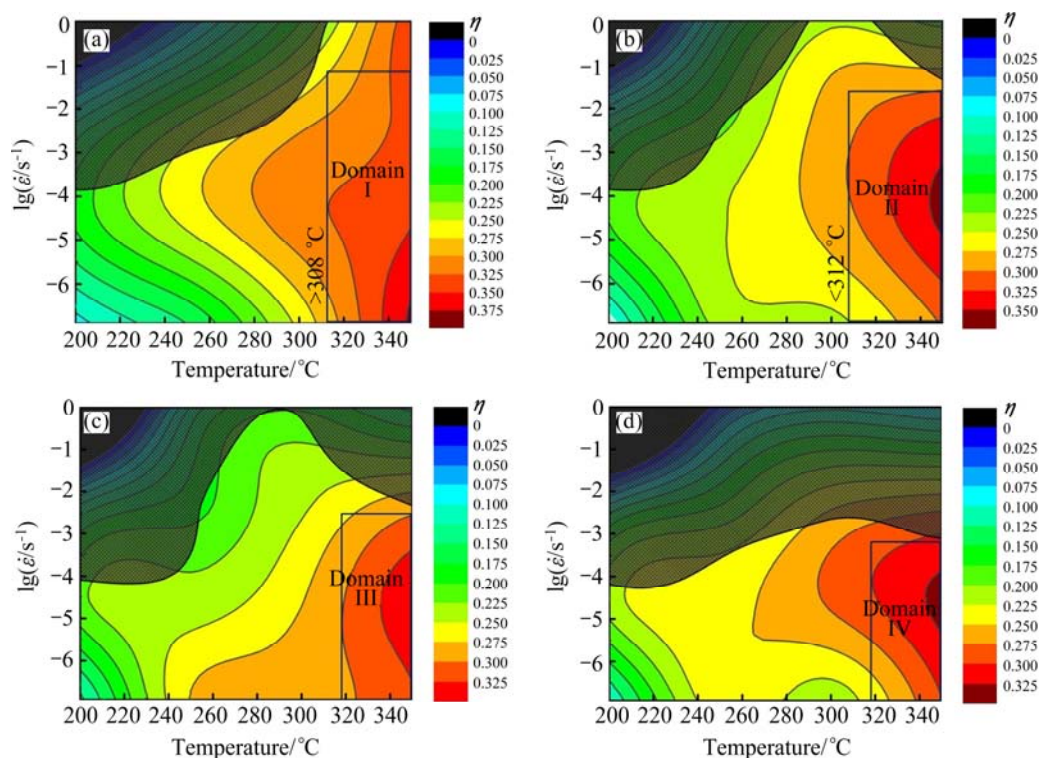 (a)
0
−1
−2
−3
−4
−5
−6
lg(ε̇/s⁻¹)
Domain
I
>308 °C
200 220 240 260 280 300 320 340
Temperature/°C
η
0
0.025
0.050
0.075
0.100
0.125
0.150
0.175
0.200
0.225
0.250
0.275
0.300
0.325
0.350
0.375
(b)
0
−1
−2
−3
−4
−5
−6
lg(ε̇/s⁻¹)
Domain
II
<312 °C
200 220 240 260 280 300 320 340
Temperature/°C
η
0
0.025
0.050
0.075
0.100
0.125
0.150
0.175
0.200
0.225
0.250
0.275
0.300
0.325
0.350
(c)
0
−1
−2
−3
−4
−5
−6
lg(ε̇/s⁻¹)
Domain
III
200 220 240 260 280 300 320 340
Temperature/°C
η
0
0.025
0.050
0.075
0.100
0.125
0.150
0.175
0.200
0.225
0.250
0.275
0.300
0.325
(d)
0
−1
−2
−3
−4
−5
−6
lg(ε̇/s⁻¹)
Domain
IV
200 220 240 260 280 300 320 340
Temperature/°C
η
0
0.025
0.050
0.075
0.100
0.125
0.150
0.175
0.200
0.225
0.250
0.275
0.300
0.325